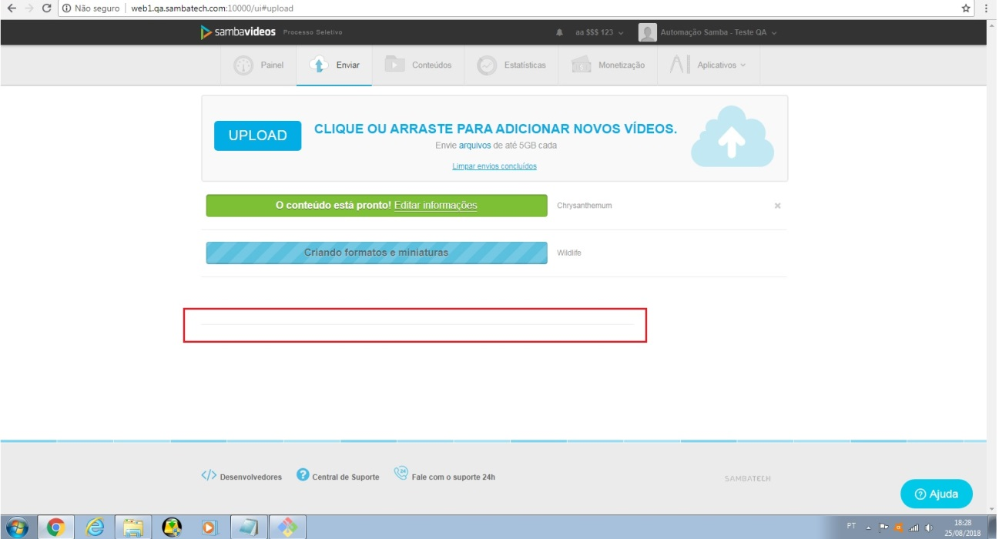 Não seguro | web1.qa.sambatech.com:10000/ui#upload
sambavideos Processo Seletivo aa $$$ 123 Automação Samba - Teste QA
Painel Enviar Conteúdos Estatísticas Monetização Aplicativos
UPLOAD
CLIQUE OU ARRASTE PARA ADICIONAR NOVOS VÍDEOS.
Envie arquivos de até 5GB cada
Limpar envios concluídos
O conteúdo está pronto! Editar informações Chrysanthemum
Criando formatos e miniaturas Wildlife
Desenvolvedores Central de Suporte 24 Fale com o suporte 24h SAMBATECH
Ajuda
PT 18:28
25/08/2018